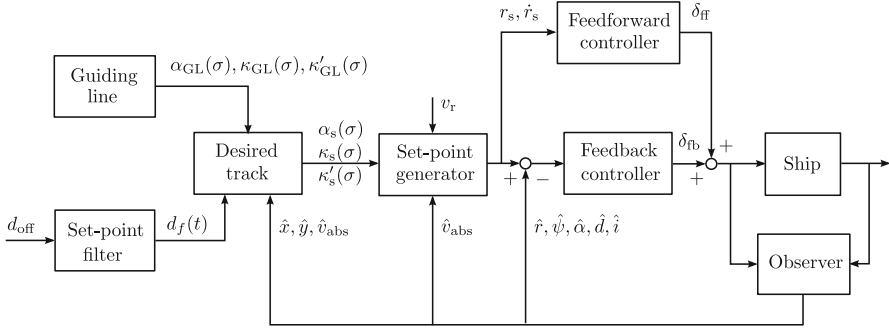 r_s, ṙ_s
Feedforward
controller
δ_ff
Guiding
line
α_GL(σ), κ_GL(σ), κ′_GL(σ)
v_r
Desired
track
α_s(σ)
κ_s(σ)
κ′_s(σ)
Set-point
generator
+
−
Feedback
controller
δ_fb
+
+
Ship
d_off
Set-point
filter
d_f(t)
x̂, ŷ, v̂_abs
v̂_abs
r̂, ψ̂, α̂, d̂, î
Observer